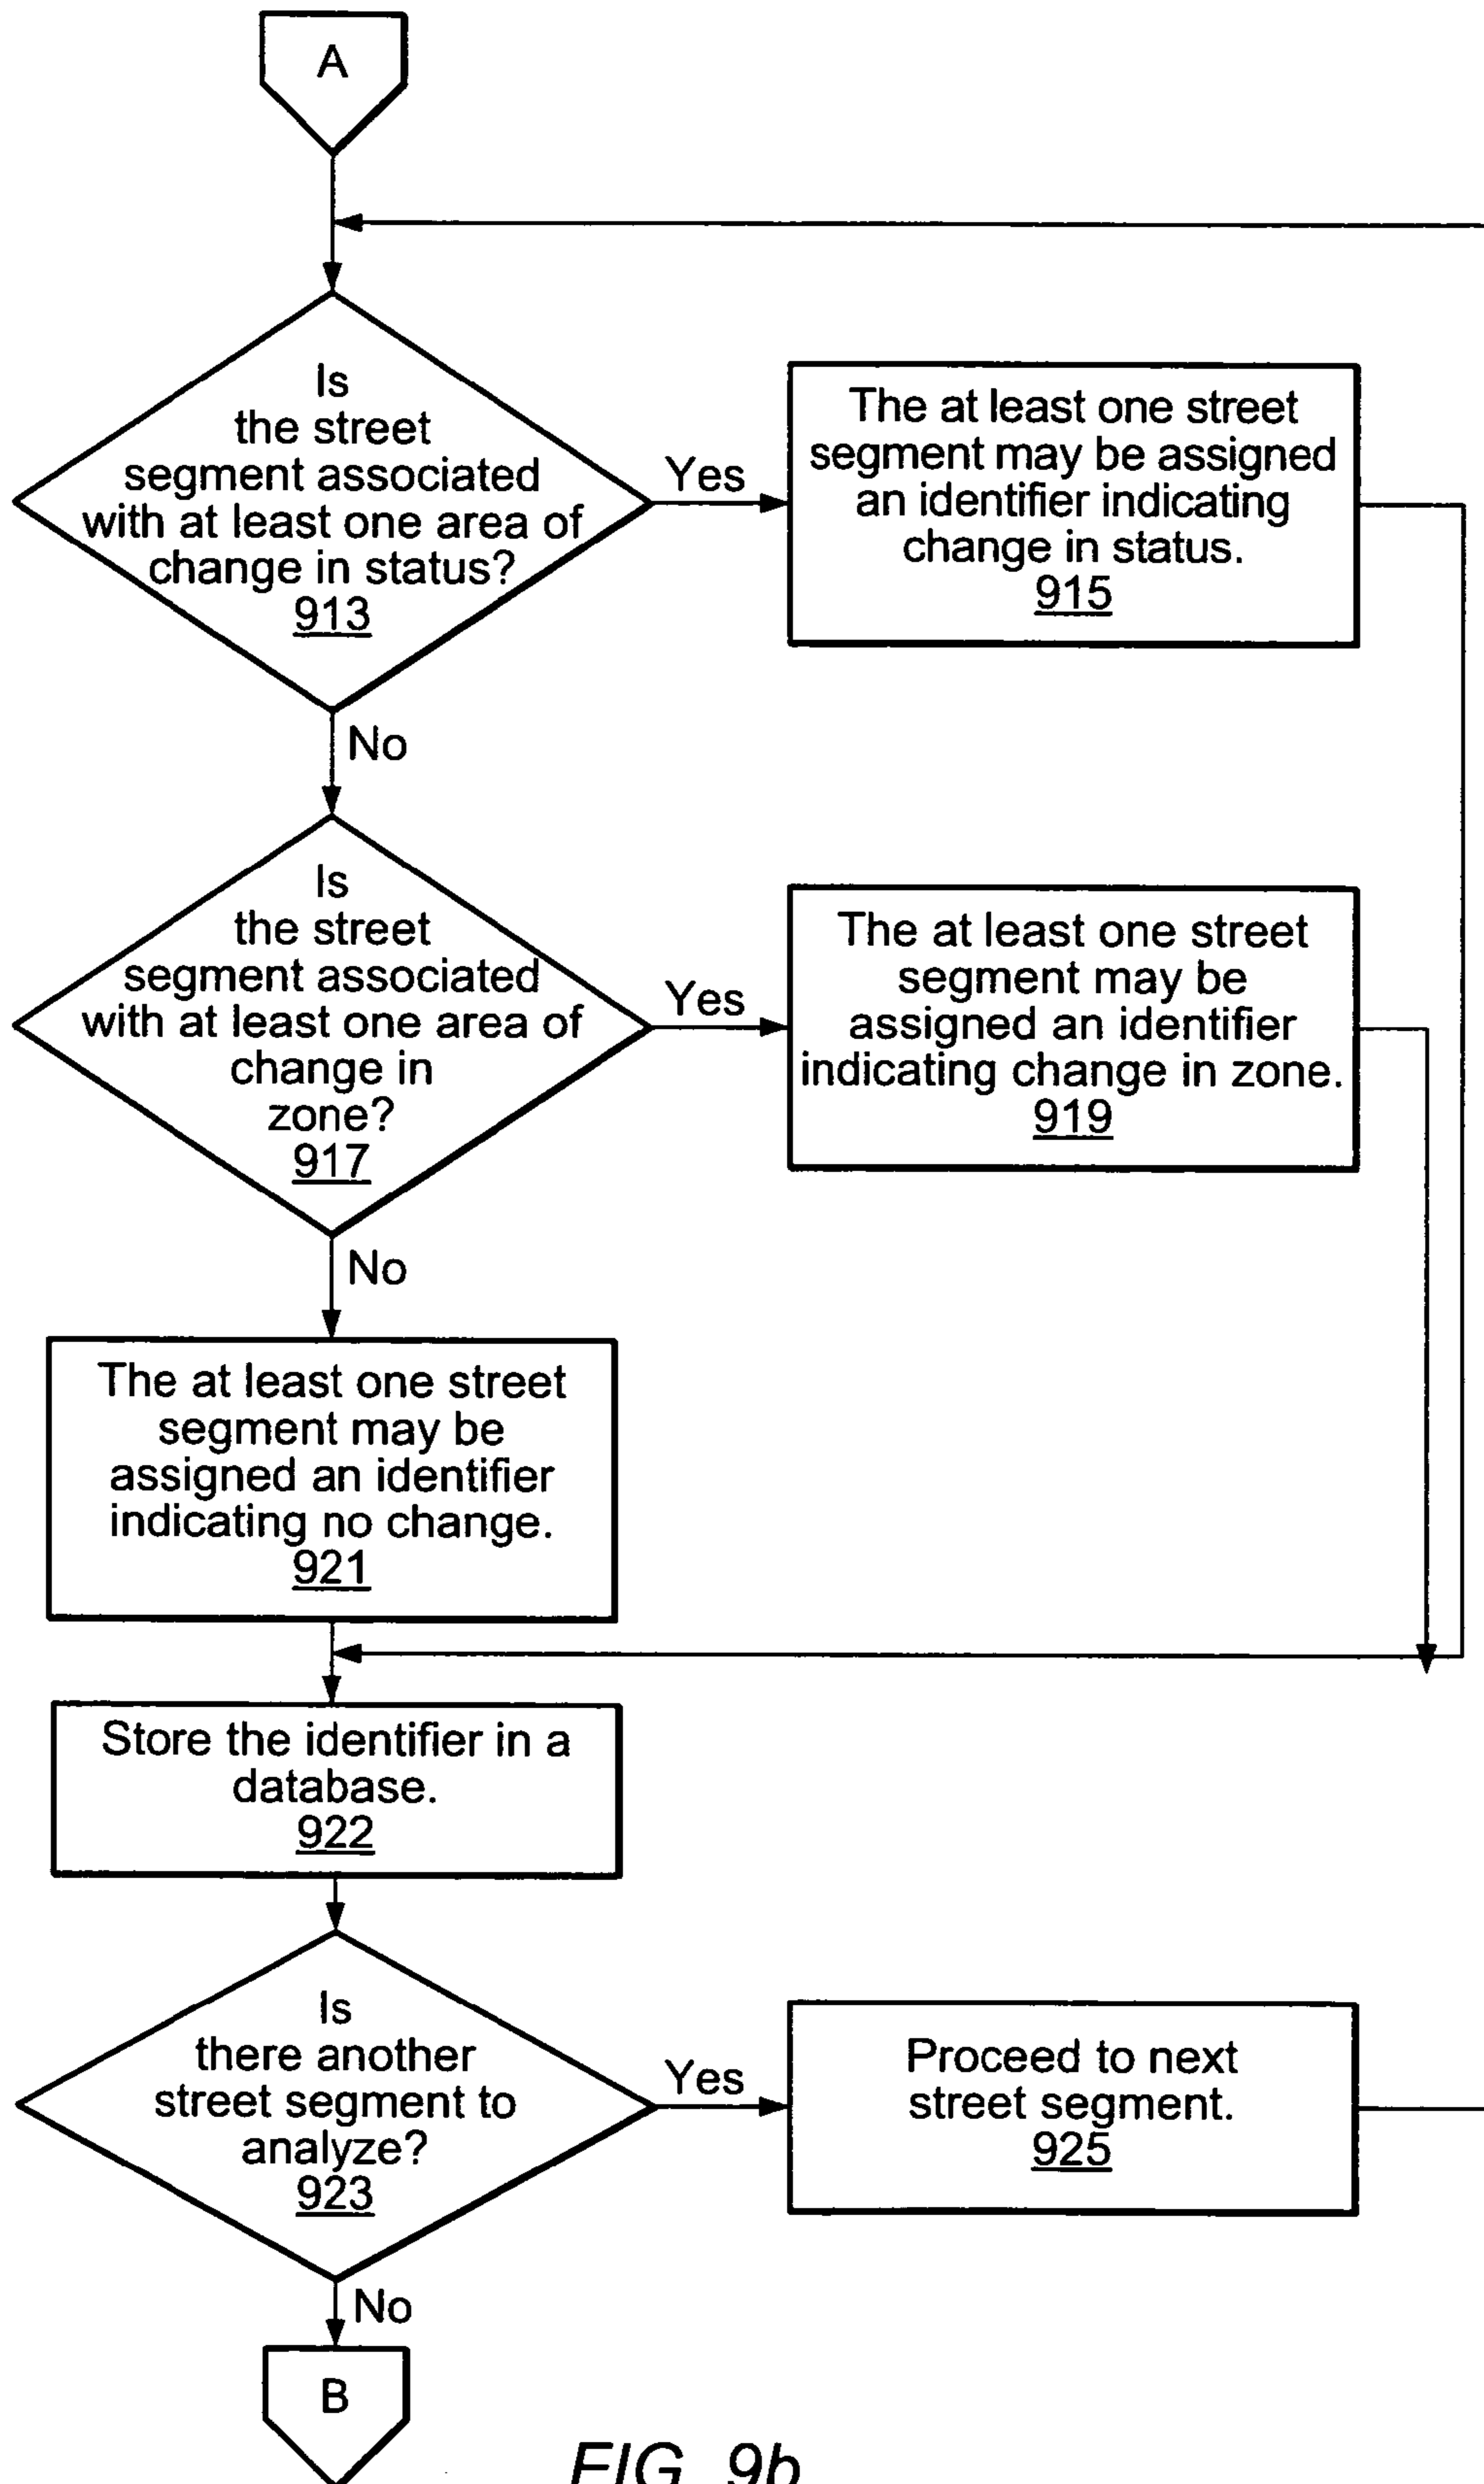 A
Is
the street
segment associated
with at least one area of
change in status?
913
Yes
The at least one street
segment may be assigned
an identifier indicating
change in status.
915
No
Is
the street
segment associated
with at least one area of
change in
zone?
917
Yes
The at least one street
segment may be
assigned an identifier
indicating change in zone.
919
No
The at least one street
segment may be
assigned an identifier
indicating no change.
921
Store the identifier in a
database.
922
Is
there another
street segment to
analyze?
923
Yes
Proceed to next
street segment.
925
No
B
FIG. 9b